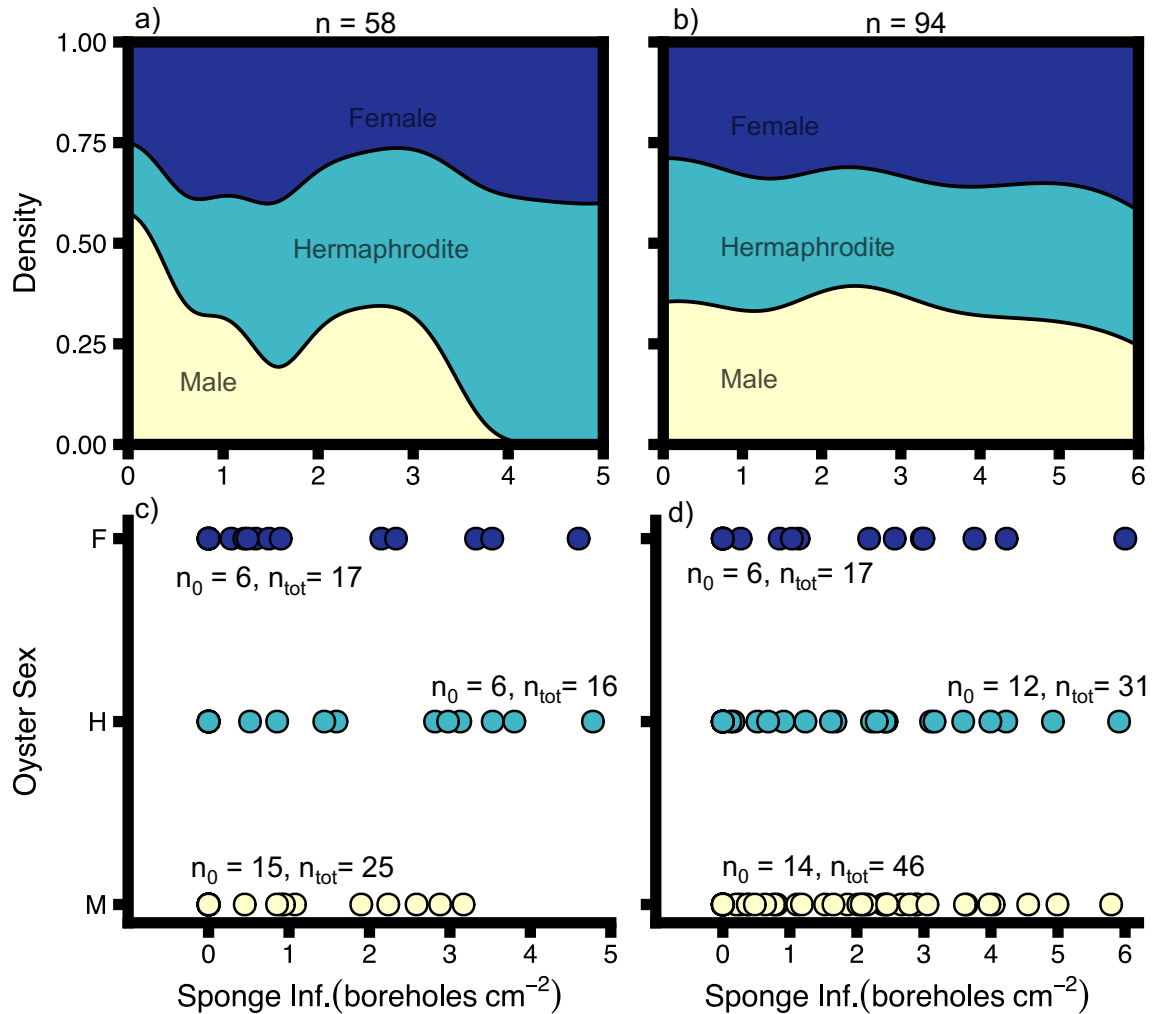 a) n = 58
b) n = 94
Density
1.00
0.75
0.50
0.25
0.00
Female
Hermaphrodite
Male
0 1 2 3 4 5
Female
Hermaphrodite
Male
0 1 2 3 4 5 6
Oyster Sex
c)
F
n0 = 6, ntot= 17
H
n0 = 6, ntot= 16
M
n0 = 15, ntot= 25
0 1 2 3 4 5
Sponge Inf.(boreholes cm−2)
d)
n0 = 6, ntot= 17
n0 = 12, ntot= 31
n0 = 14, ntot= 46
0 1 2 3 4 5 6
Sponge Inf.(boreholes cm−2)